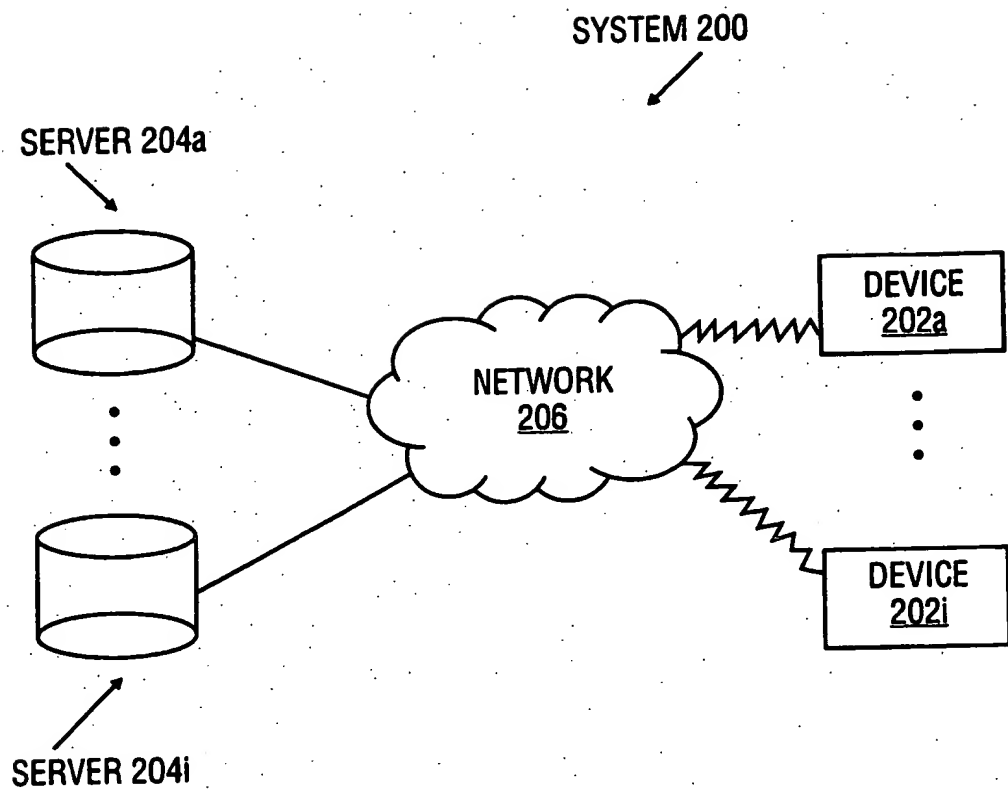 SYSTEM 200
SERVER 204a
DEVICE
202a
NETWORK
206
DEVICE
202i
SERVER 204i